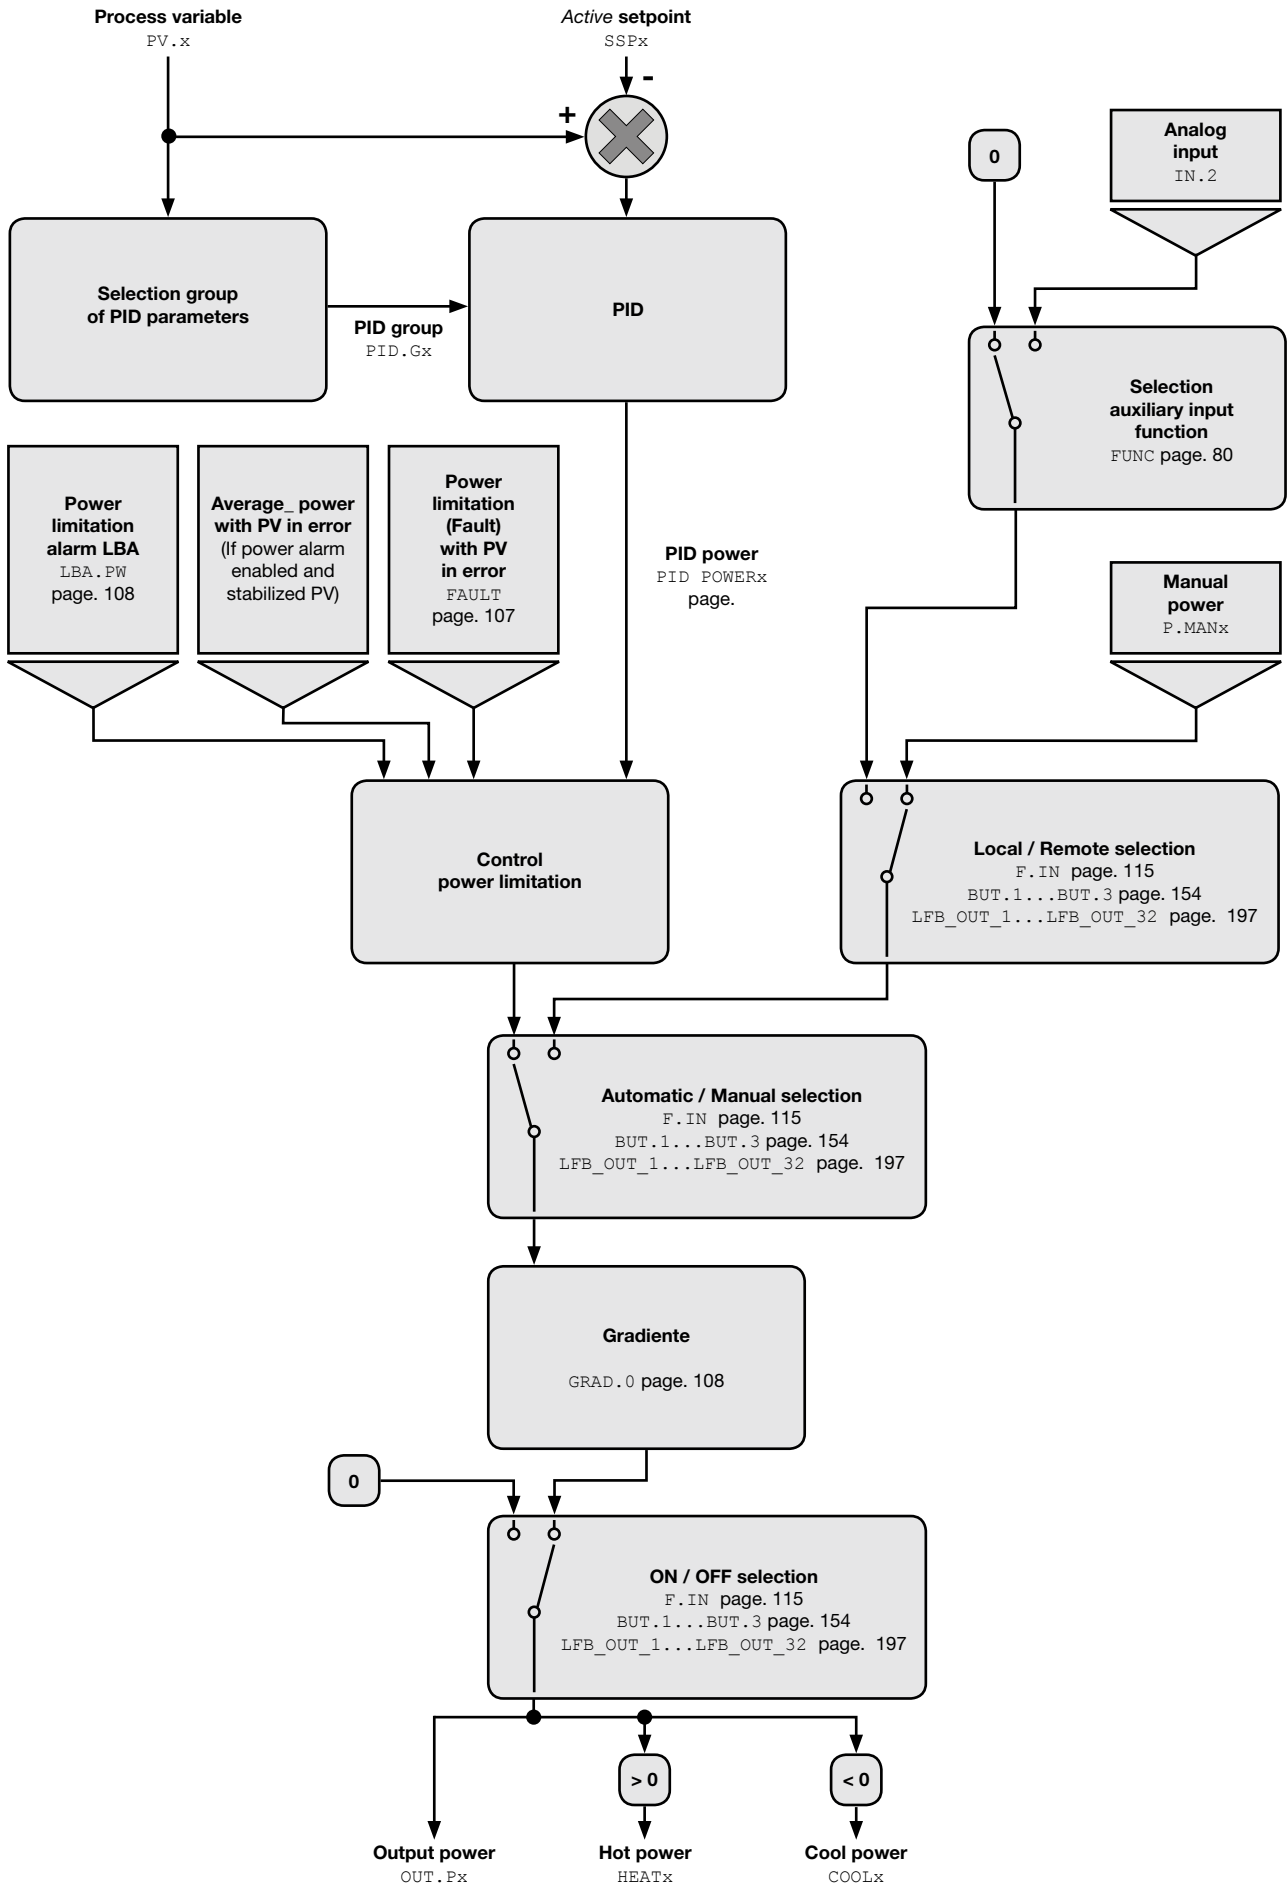 Process variable
PV.x
Active setpoint
SSPx
-
+
0
Analog
input
IN.2
Selection group
of PID parameters
PID group
PID.Gx
PID
Selection
auxiliary input
function
FUNC page. 80
Power
limitation
alarm LBA
LBA.PW
page. 108
Average_ power
with PV in error
(If power alarm
enabled and
stabilized PV)
Power
limitation
(Fault)
with PV
in error
FAULT
page. 107
PID power
PID POWERx
page.
Manual
power
P.MANx
Control
power limitation
Local / Remote selection
F.IN page. 115
BUT.1...BUT.3 page. 154
LFB_OUT_1...LFB_OUT_32 page. 197
Automatic / Manual selection
F.IN page. 115
BUT.1...BUT.3 page. 154
LFB_OUT_1...LFB_OUT_32 page. 197
Gradiente
GRAD.0 page. 108
0
ON / OFF selection
F.IN page. 115
BUT.1...BUT.3 page. 154
LFB_OUT_1...LFB_OUT_32 page. 197
> 0
< 0
Output power
OUT.Px
Hot power
HEATx
Cool power
COOLx